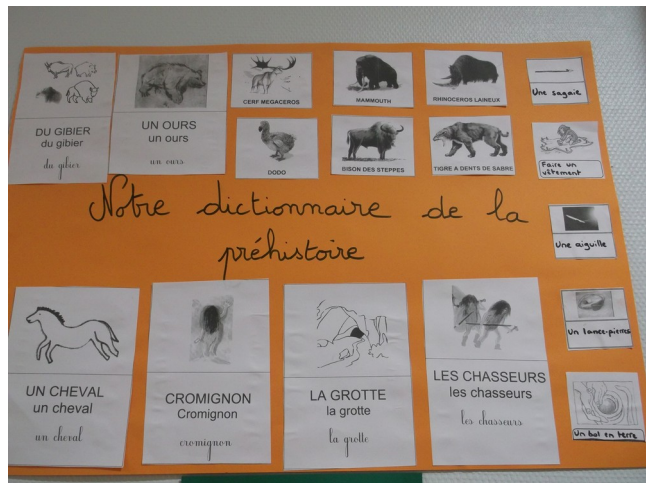 DU GIBIER
du gibier
du gibier
UN OURS
un ours
un ours
CERF MEGACEROS
MAMMOUTH
RHINOCEROS LAINEUX
Une sagaie
DODO
BISON DES STEPPES
TIGRE A DENTS DE SABRE
Faire un
vêtement
Notre dictionnaire de la
préhistoire
Une aiguille
UN CHEVAL
un cheval
un cheval
CROMIGNON
Cromignon
cromignon
LA GROTTE
la grotte
la grotte
LES CHASSEURS
les chasseurs
les chasseurs
Un lance-pierres
Un bol en terre